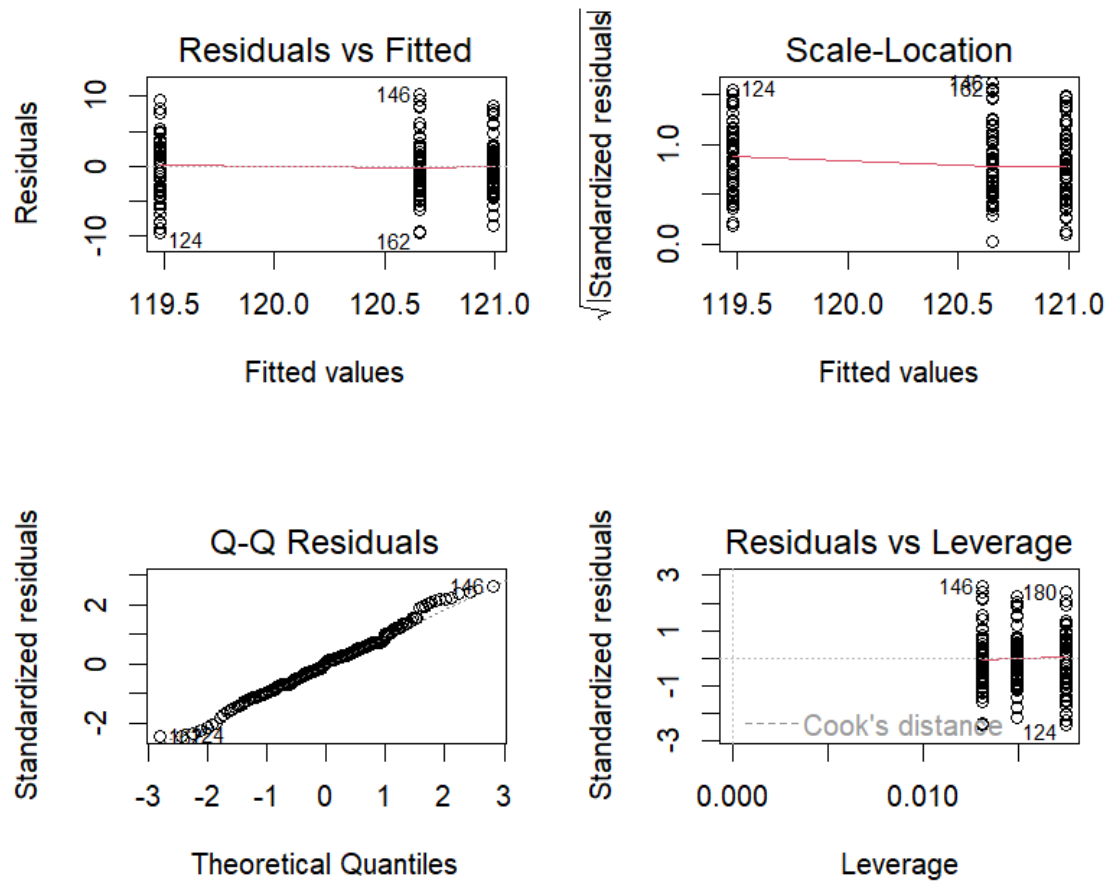 Residuals vs Fitted
Residuals
10
0
-10
146
124
162
119.5 120.0 120.5 121.0
Fitted values
Scale-Location
√|Standardized residuals|
1.0
0.0
124
146
162
119.5 120.0 120.5 121.0
Fitted values
Q-Q Residuals
Standardized residuals
2
0
-2
146
-3 -2 -1 0 1 2 3
Theoretical Quantiles
Residuals vs Leverage
Standardized residuals
3
1
-1
-3
146
180
124
Cook's distance
0.000 0.010
Leverage